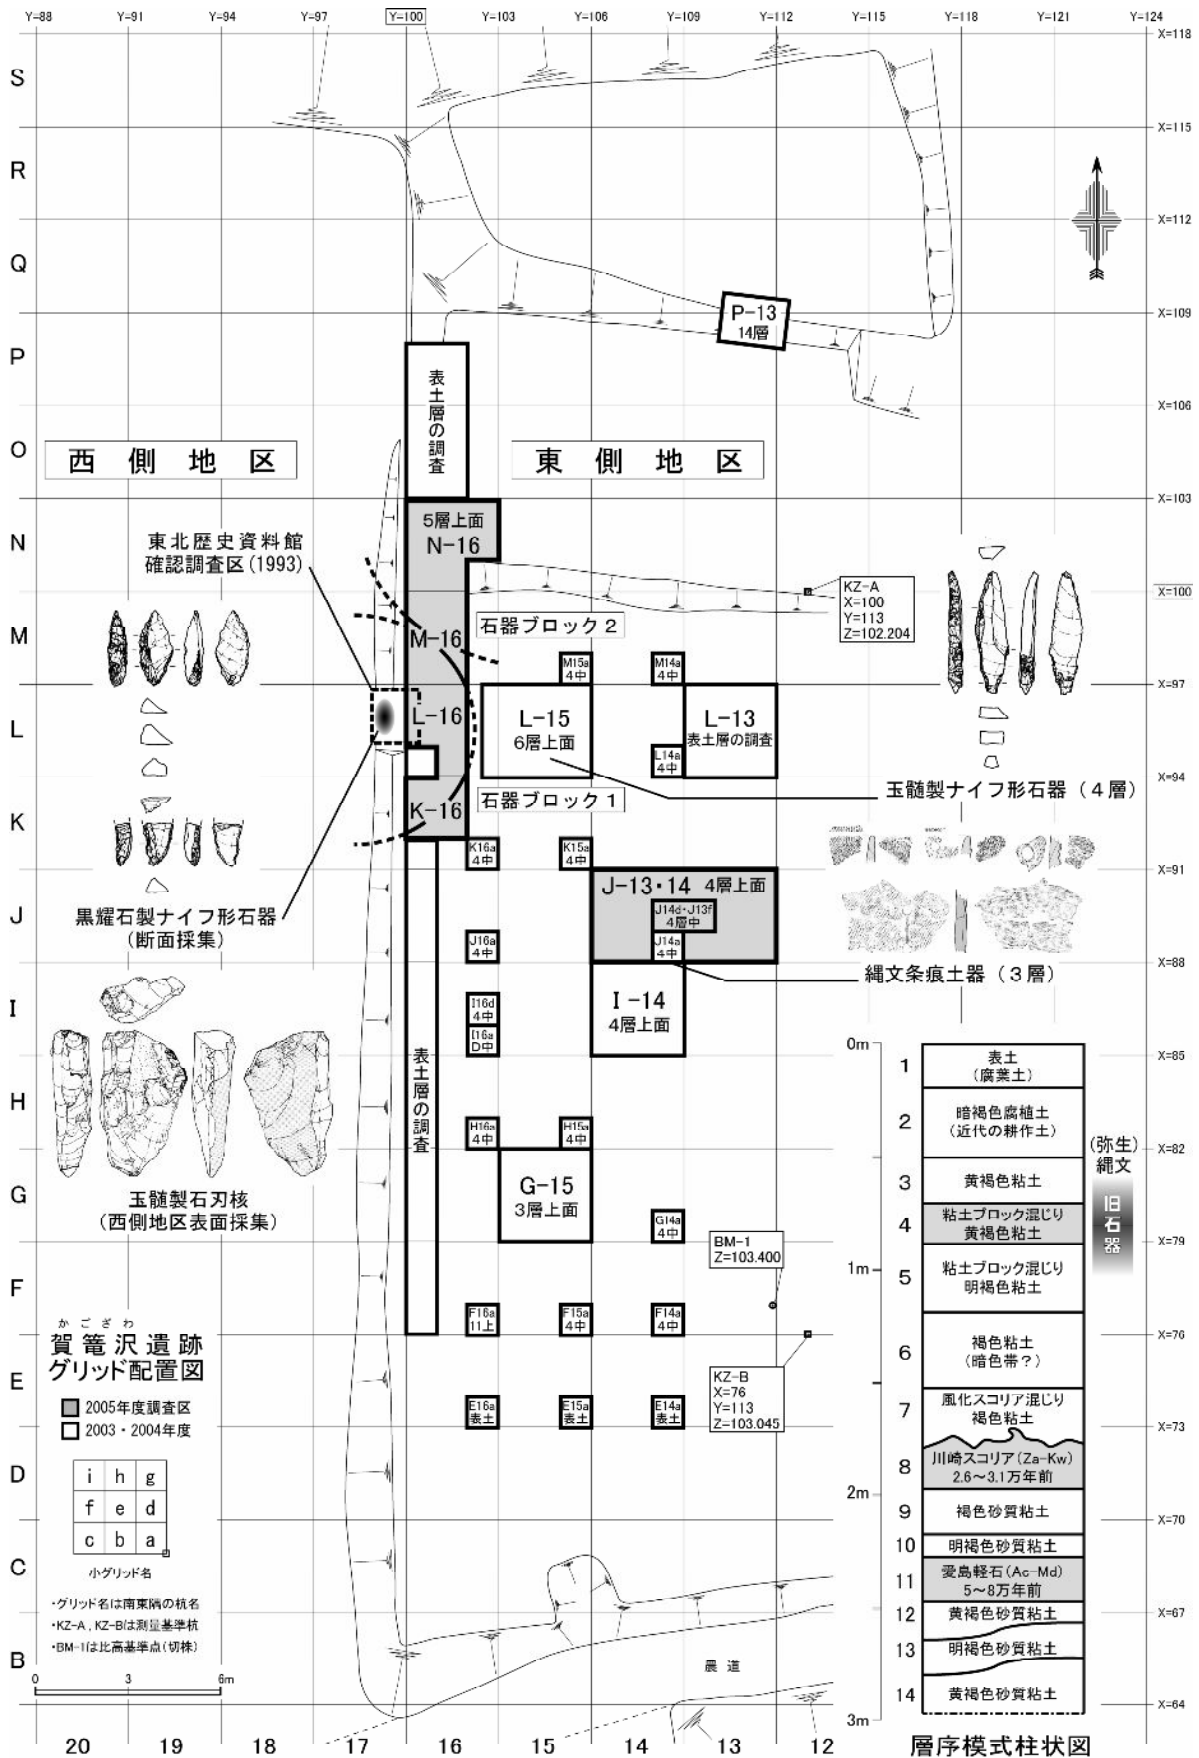 Y=88
Y=91
Y=97
Y=94
Y=100
Y=103
Y=106
Y=109
Y=112
Y=115
Y=118
Y=121
Y=124
X=118
S
X=115
R
X=112
Q
X=109
P-13
14層
P
表土層の調査
X=106
O
西側地区
東側地区
X=103
5層上面
N-16
N
東北歴史資料館
確認調査区(1993)
KZ-A
X=100
Y=113
Z=102.204
X=100
石器ブロック2
M
M-16
M15a
4中
M14a
4中
X=97
L
L-16
L-15
6層上面
L-13
表土層の調査
L14a
4中
X=94
玉髄製ナイフ形石器(4層)
石器ブロック1
K
K-16
K16a
4中
K15a
4中
X=91
J-13・14 4層上面
J
J14d・J13f
4層中
黒耀石製ナイフ形石器
(断面採集)
J16a
4中
J14a
4中
X=88
縄文条痕土器(3層)
I
I16d
4中
I16a
D中
I-14
4層上面
X=85
表土層の調査
H
H16a
4中
H15a
4中
X=82
G
G-15
3層上面
G14a
4中
玉髄製石刃核
(西側地区表面採集)
X=79
BM-1
Z=103.400
F
F16a
11上
F15a
4中
F14a
4中
X=76
かござわ
賀篭沢遺跡
グリッド配置図
E
KZ-B
X=76
Y=113
Z=103.045
2005年度調査区
2003・2004年度
E16a
表土
E15a
表土
E14a
表土
X=73
i h g
f e d
c b a
小グリッド名
D
X=70
C
・グリッド名は南東隅の杭名
・KZ-A,KZ-Bは測量基準杭
・BM-1は比高基準点(切株)
X=67
B
農道
0 3 6m
X=64
20 19 18 17 16 15 14 13 12
0m
1m
2m
3m
1 表土
(腐葉土)
2 暗褐色腐植土
(近代の耕作土)
3 黄褐色粘土
4 粘土ブロック混じり
黄褐色粘土
5 粘土ブロック混じり
明褐色粘土
6 褐色粘土
(暗色帯?)
7 風化スコリア混じり
褐色粘土
8 川崎スコリア(Za-Kw)
2.6~3.1万年前
9 褐色砂質粘土
10 明褐色砂質粘土
11 愛島軽石(Ac-Md)
5~8万年前
12 黄褐色砂質粘土
13 明褐色砂質粘土
14 黄褐色砂質粘土
(弥生)
縄文
旧石器
層序模式柱状図